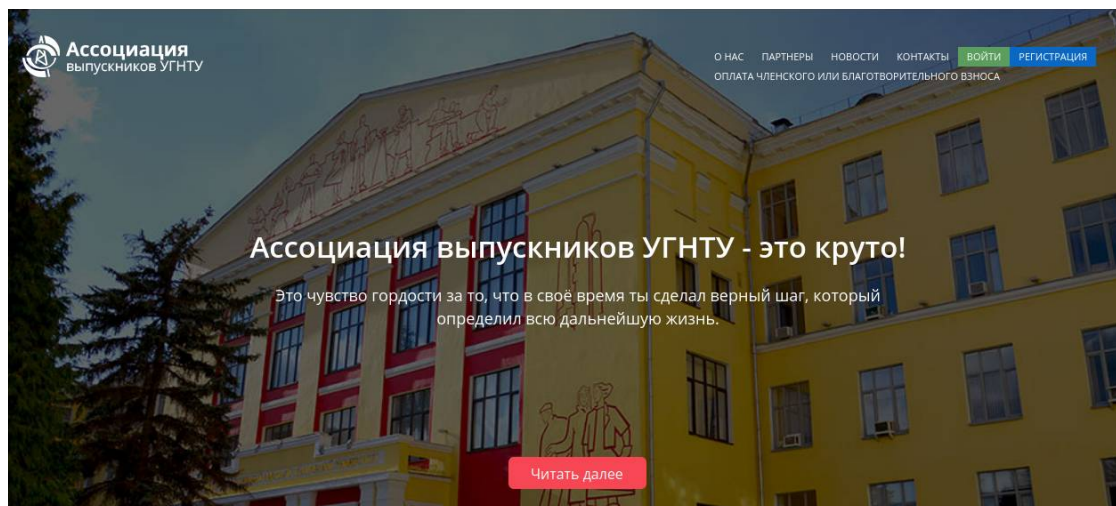 Ассоциация
выпускников УГНТУ
О НАС ПАРТНЕРЫ НОВОСТИ КОНТАКТЫ ВОЙТИ РЕГИСТРАЦИЯ
ОПЛАТА ЧЛЕНСКОГО ИЛИ БЛАГОТВОРИТЕЛЬНОГО ВЗНОСА
Ассоциация выпускников УГНТУ - это круто!
Это чувство гордости за то, что в своё время ты сделал верный шаг, который
определил всю дальнейшую жизнь.
Читать далее